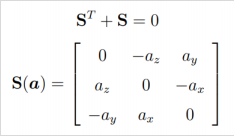 S^T + S = 0
S(a) = [ 0 −a_z a_y
a_z 0 −a_x
−a_y a_x 0 ]